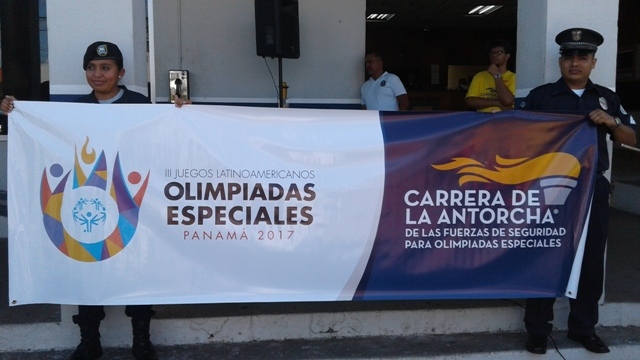 III JUEGOS LATINOAMERICANOS
OLIMPIADAS
ESPECIALES
PANAMÁ 2017
CARRERA DE
LA ANTORCHA®
DE LAS FUERZAS DE SEGURIDAD
PARA OLIMPIADAS ESPECIALES